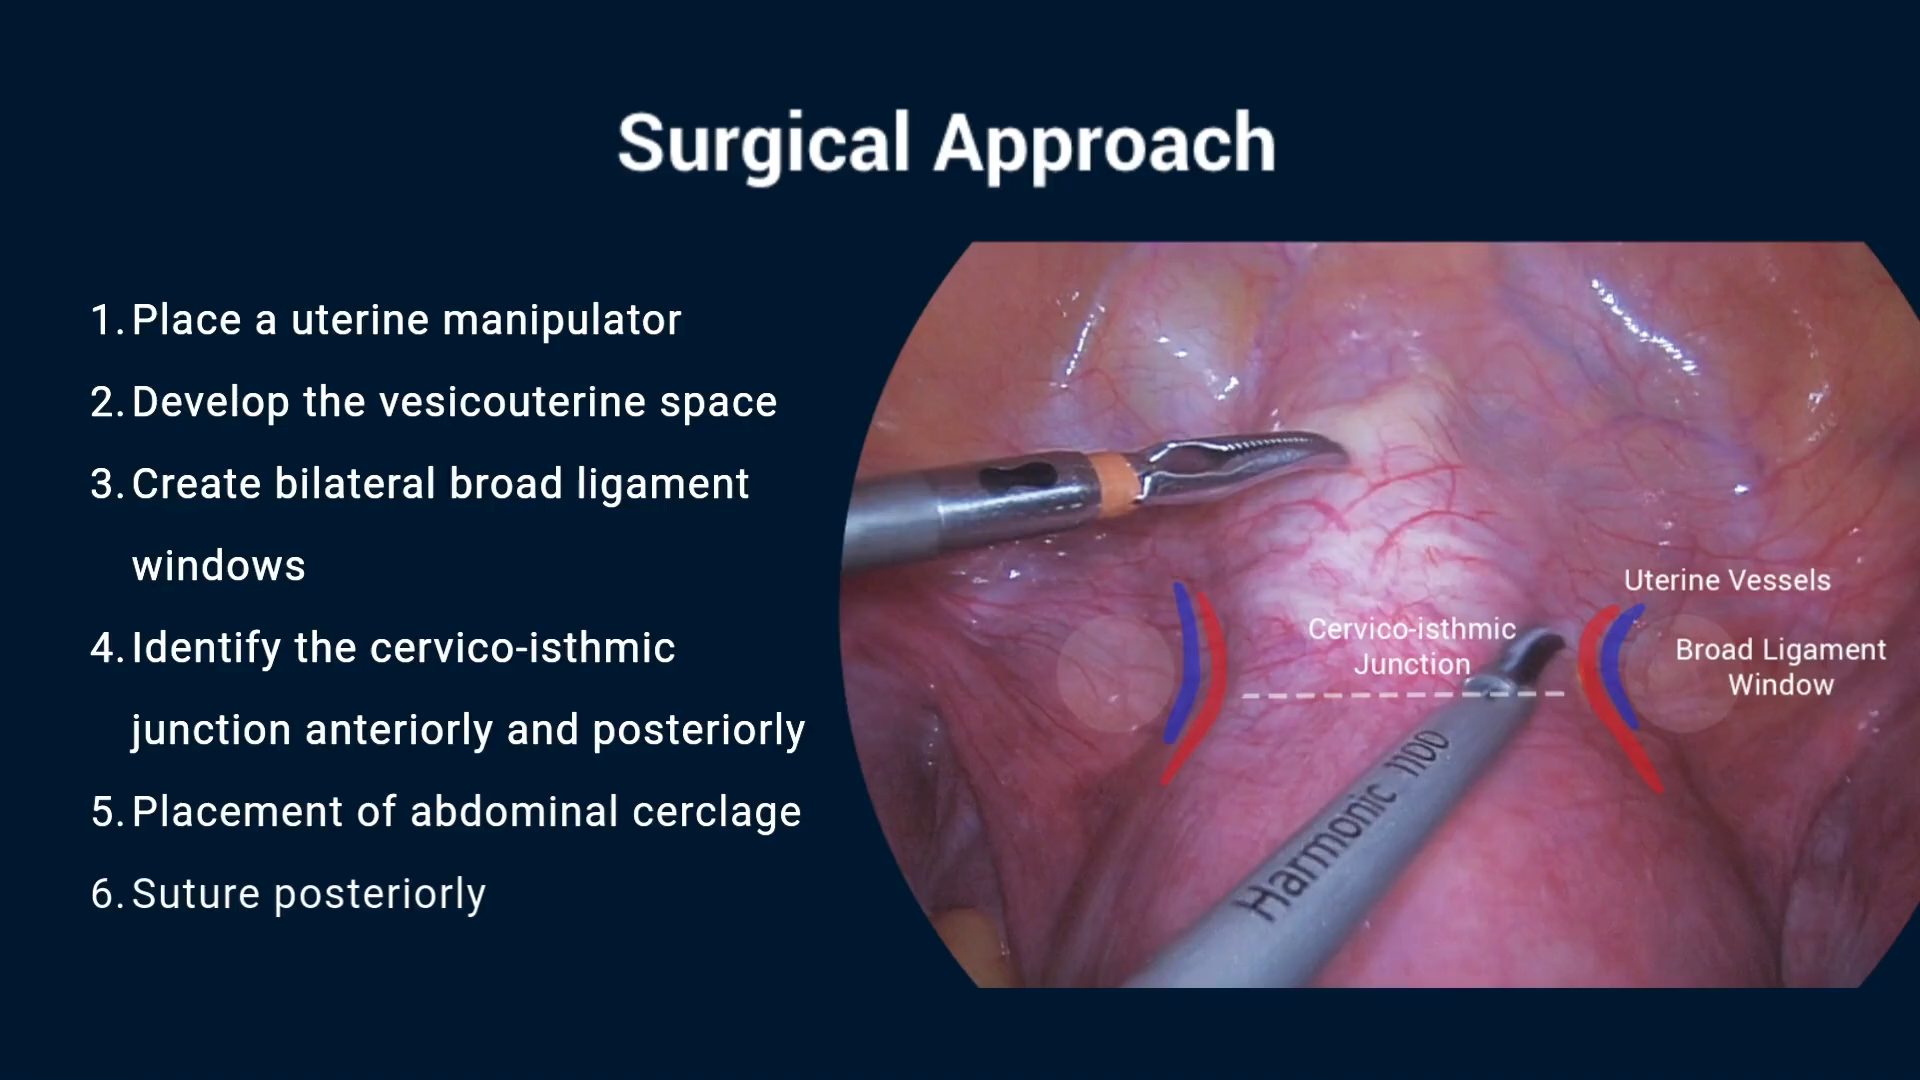 Surgical Approach
1. Place a uterine manipulator
2. Develop the vesicouterine space
3. Create bilateral broad ligament
windows
4. Identify the cervico-isthmic
junction anteriorly and posteriorly
5. Placement of abdominal cerclage
6. Suture posteriorly
Uterine Vessels
Cervico-isthmic
Junction
Broad Ligament
Window
Harmonic 1100